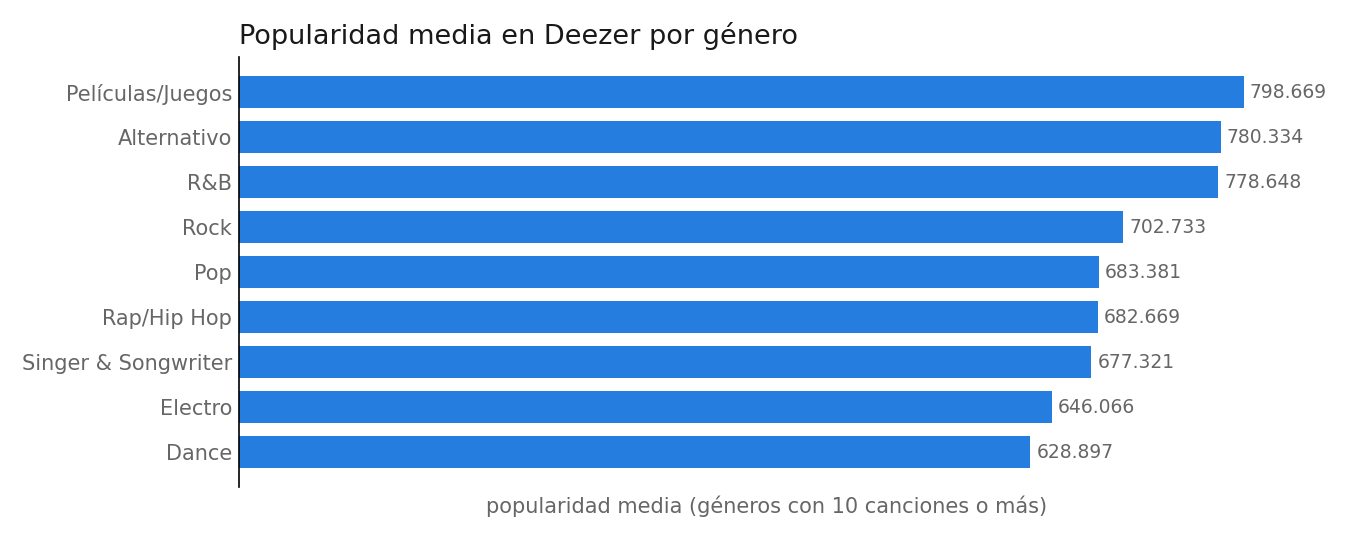 Popularidad media en Deezer por género
Películas/Juegos 798.669
Alternativo 780.334
R&B 778.648
Rock 702.733
Pop 683.381
Rap/Hip Hop 682.669
Singer & Songwriter 677.321
Electro 646.066
Dance 628.897
popularidad media (géneros con 10 canciones o más)